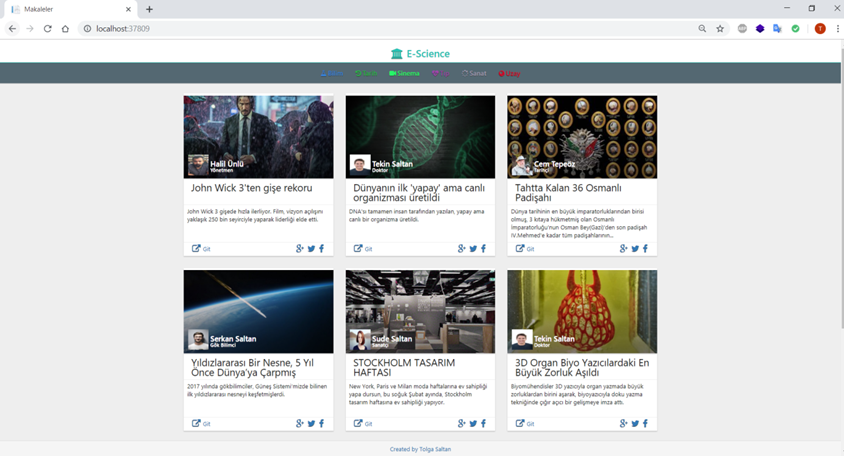 Makaleler
localhost:37809
T
E-Science
Tarih
Sinema
Sanat
Uzay
Halil Ünlü
Yönetmen
John Wick 3'ten gişe rekoru
John Wick 3 gişede hızla ilerliyor. Film, vizyon açılışını
yaklaşık 250 bin seyirciyle yaparak liderliği elde etti.
Git
Tekin Saltan
Doktor
Dünyanın ilk 'yapay' ama canlı
organizması üretildi
DNA'sı tamamen insan tarafından yazılan, yapay ama
canlı bir organizma üretildi.
Git
Cem Tepeöz
Tarihçi
Tahtta Kalan 36 Osmanlı
Padişahı
Dünya tarihinin en büyük imparatorluklarından birisi
olmuş, 3 kıtaya hükmetmiş olan Osmanlı
İmparatorluğu'nun Osman Bey(Gazi)'den son padişah
IV.Mehmed'e kadar tüm padişahlarının...
Git
Serkan Saltan
Gök Bilimci
Yıldızlararası Bir Nesne, 5 Yıl
Önce Dünya'ya Çarpmış
2017 yılında gökbilimciler, Güneş Sistemi'mizde bilinen
ilk yıldızlararası nesneyi keşfetmişlerdi.
Git
Sude Saltan
Sanatçı
STOCKHOLM TASARIM
HAFTASI
New York, Paris ve Milan moda haftalarına ev sahipliği
yapa dursun, bu soğuk Şubat ayında, Stockholm
tasarım haftasına ev sahipliği yapıyor.
Git
Tekin Saltan
Doktor
3D Organ Biyo Yazıcılardaki En
Büyük Zorluk Aşıldı
Biyomühendisler 3D yazıcıyla organ yazmada büyük
zorluklardan birini aşarak, biyoyazıcıyla doku yazma
tekniğinde çığır açıcı bir gelişmeye imza attı.
Git
Created by Tolga Saltan